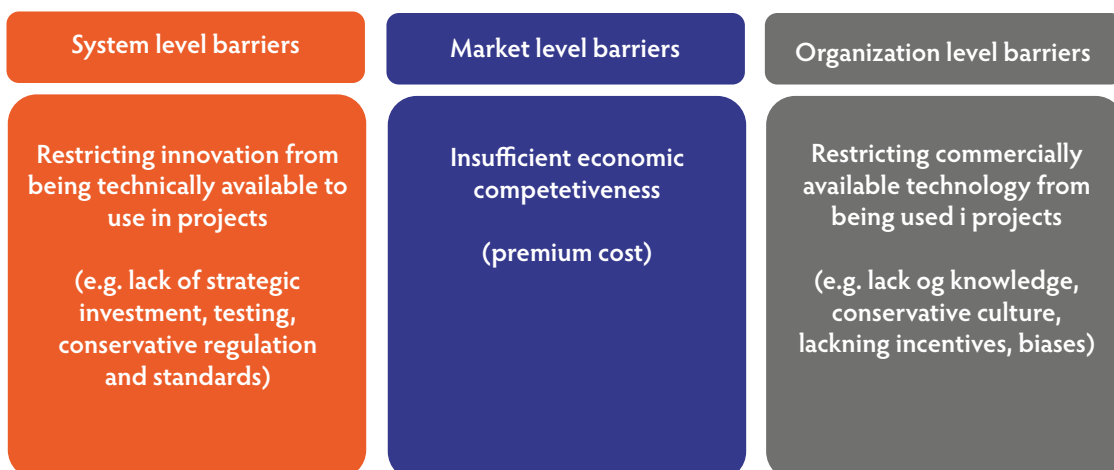 System level barriers
Restricting innovation from
being technically available to
use in projects
(e.g. lack of strategic
investment, testing,
conservative regulation
and standards)
Market level barriers
Insufficient economic
competetiveness
(premium cost)
Organization level barriers
Restricting commercially
available technology from
being used i projects
(e.g. lack og knowledge,
conservative culture,
lackning incentives, biases)